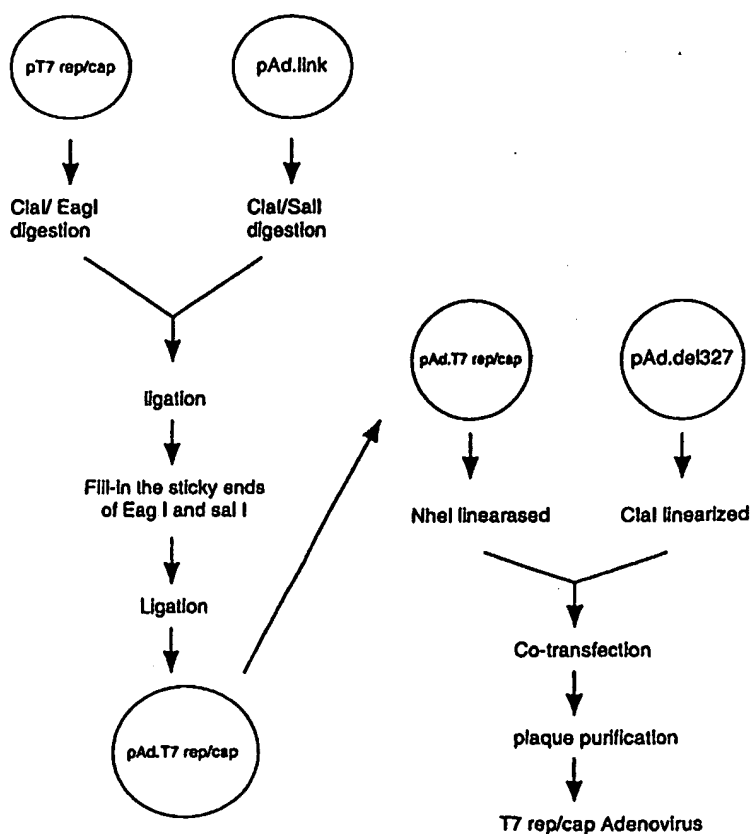 pT7 rep/cap
pAd.link
ClaI/ EagI
digestion
ClaI/SalI
digestion
ligation
Fill-in the sticky ends
of Eag I and sal I
Ligation
pAd.T7 rep/cap
pAd.T7 rep/cap
pAd.del327
NheI linearased
ClaI linearized
Co-transfection
plaque purification
T7 rep/cap Adenovirus